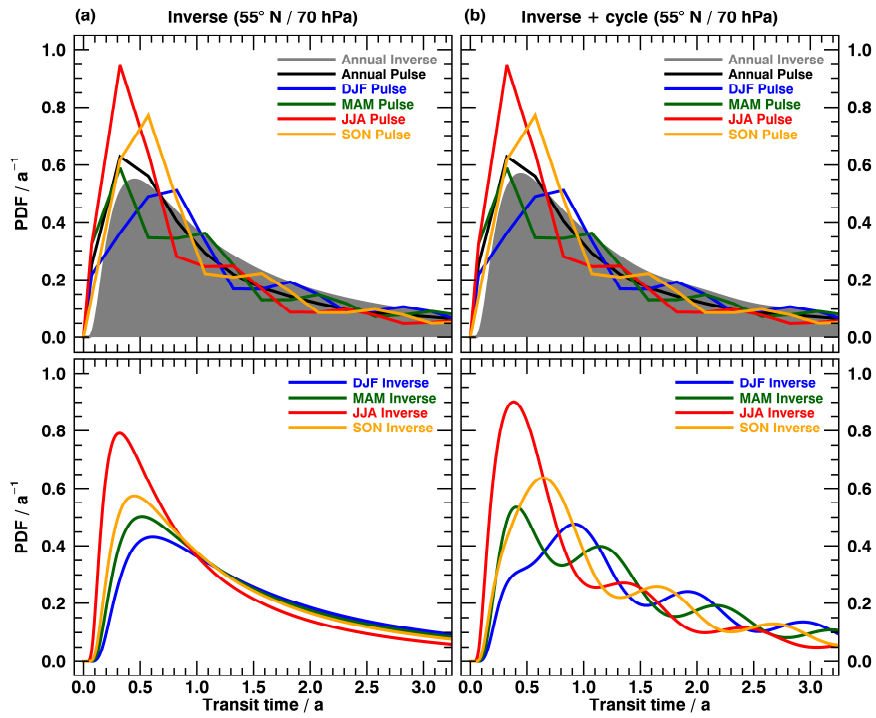 (a) Inverse (55° N / 70 hPa)
(b) Inverse + cycle (55° N / 70 hPa)
PDF / a⁻¹
1.0
0.8
0.6
0.4
0.2
0.0
Annual Inverse
Annual Pulse
DJF Pulse
MAM Pulse
JJA Pulse
SON Pulse
Annual Inverse
Annual Pulse
DJF Pulse
MAM Pulse
JJA Pulse
SON Pulse
1.0
0.8
0.6
0.4
0.2
0.0
PDF / a⁻¹
1.0
0.8
0.6
0.4
0.2
0.0
DJF Inverse
MAM Inverse
JJA Inverse
SON Inverse
DJF Inverse
MAM Inverse
JJA Inverse
SON Inverse
1.0
0.8
0.6
0.4
0.2
0.0
0.0 0.5 1.0 1.5 2.0 2.5 3.0
0.0 0.5 1.0 1.5 2.0 2.5 3.0
Transit time / a
Transit time / a